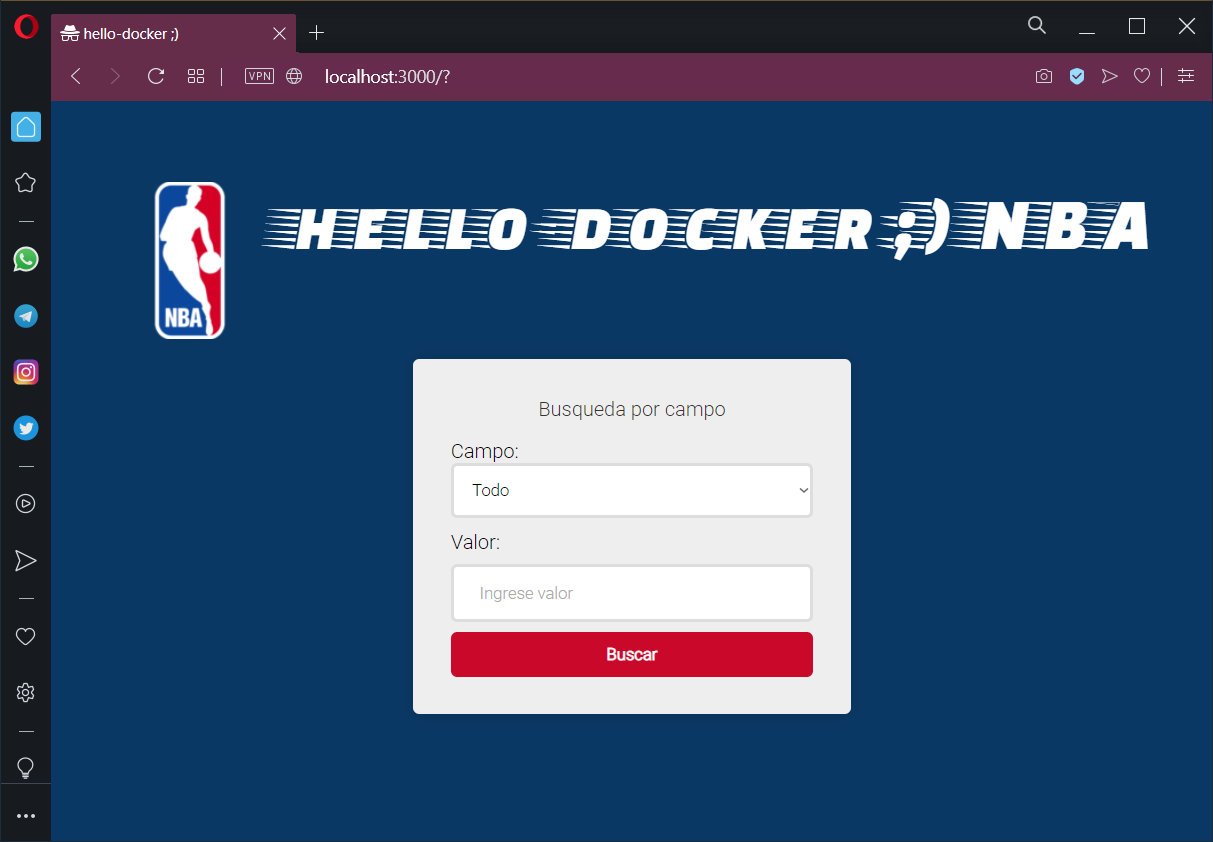 hello-docker ;)
VPN
localhost:3000/?
HELLO-DOCKER ;) NBA
NBA
Busqueda por campo
Campo:
Todo
Valor:
Ingrese valor
Buscar